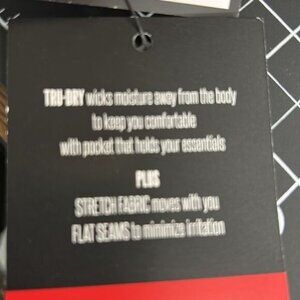 TRU-DRY wicks moisture away from the body
to keep you comfortable
with pocket that holds your essentials
PLUS
STRETCH FABRIC moves with you
FLAT SEAMS to minimize irritation